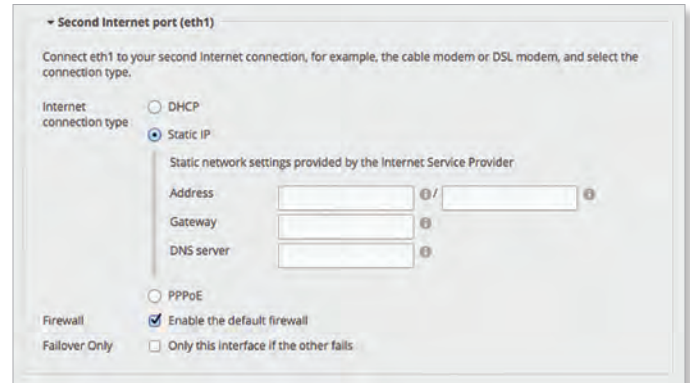 Second Internet port (eth1)
Connect eth1 to your second Internet connection, for example, the cable modem or DSL modem, and select the
connection type.
Internet
connection type
DHCP
Static IP
Static network settings provided by the Internet Service Provider
Address /
Gateway
DNS server
PPPoE
Firewall Enable the default firewall
Failover Only Only this interface if the other fails